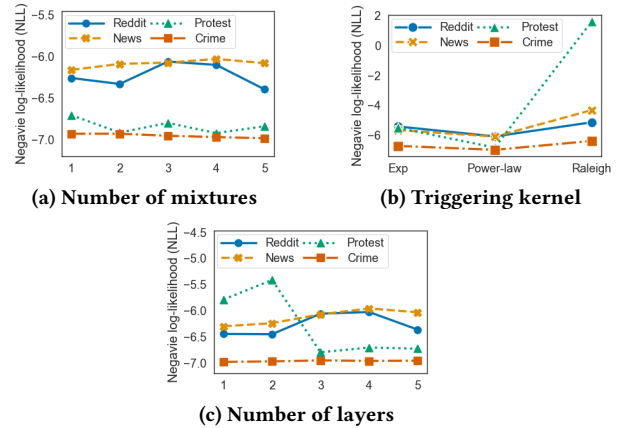 Negavie log-likelihood (NLL)
−5.5
−6.0
−6.5
−7.0
Reddit Protest
News Crime
1 2 3 4 5
(a) Number of mixtures
Negavie log-likelihood (NLL)
2
0
−2
−4
−6
Reddit Protest
News Crime
Exp Power-law Raleigh
(b) Triggering kernel
Negavie log-likelihood (NLL)
−4.5
−5.0
−5.5
−6.0
−6.5
−7.0
Reddit Protest
News Crime
1 2 3 4 5
(c) Number of layers